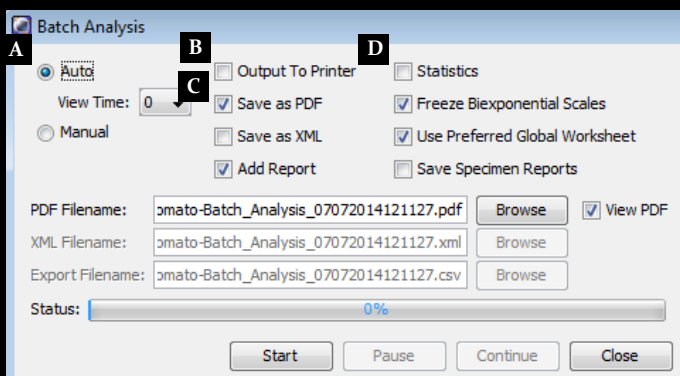 Batch Analysis
A B D
Auto Output To Printer Statistics
C
View Time: 0 Save as PDF Freeze Biexponential Scales
Manual Save as XML Use Preferred Global Worksheet
Add Report Save Specimen Reports
PDF Filename: omato-Batch_Analysis_07072014121127.pdf Browse View PDF
XML Filename: omato-Batch_Analysis_07072014121127.xml Browse
Export Filename: omato-Batch_Analysis_07072014121127.csv Browse
Status: 0%
Start Pause Continue Close